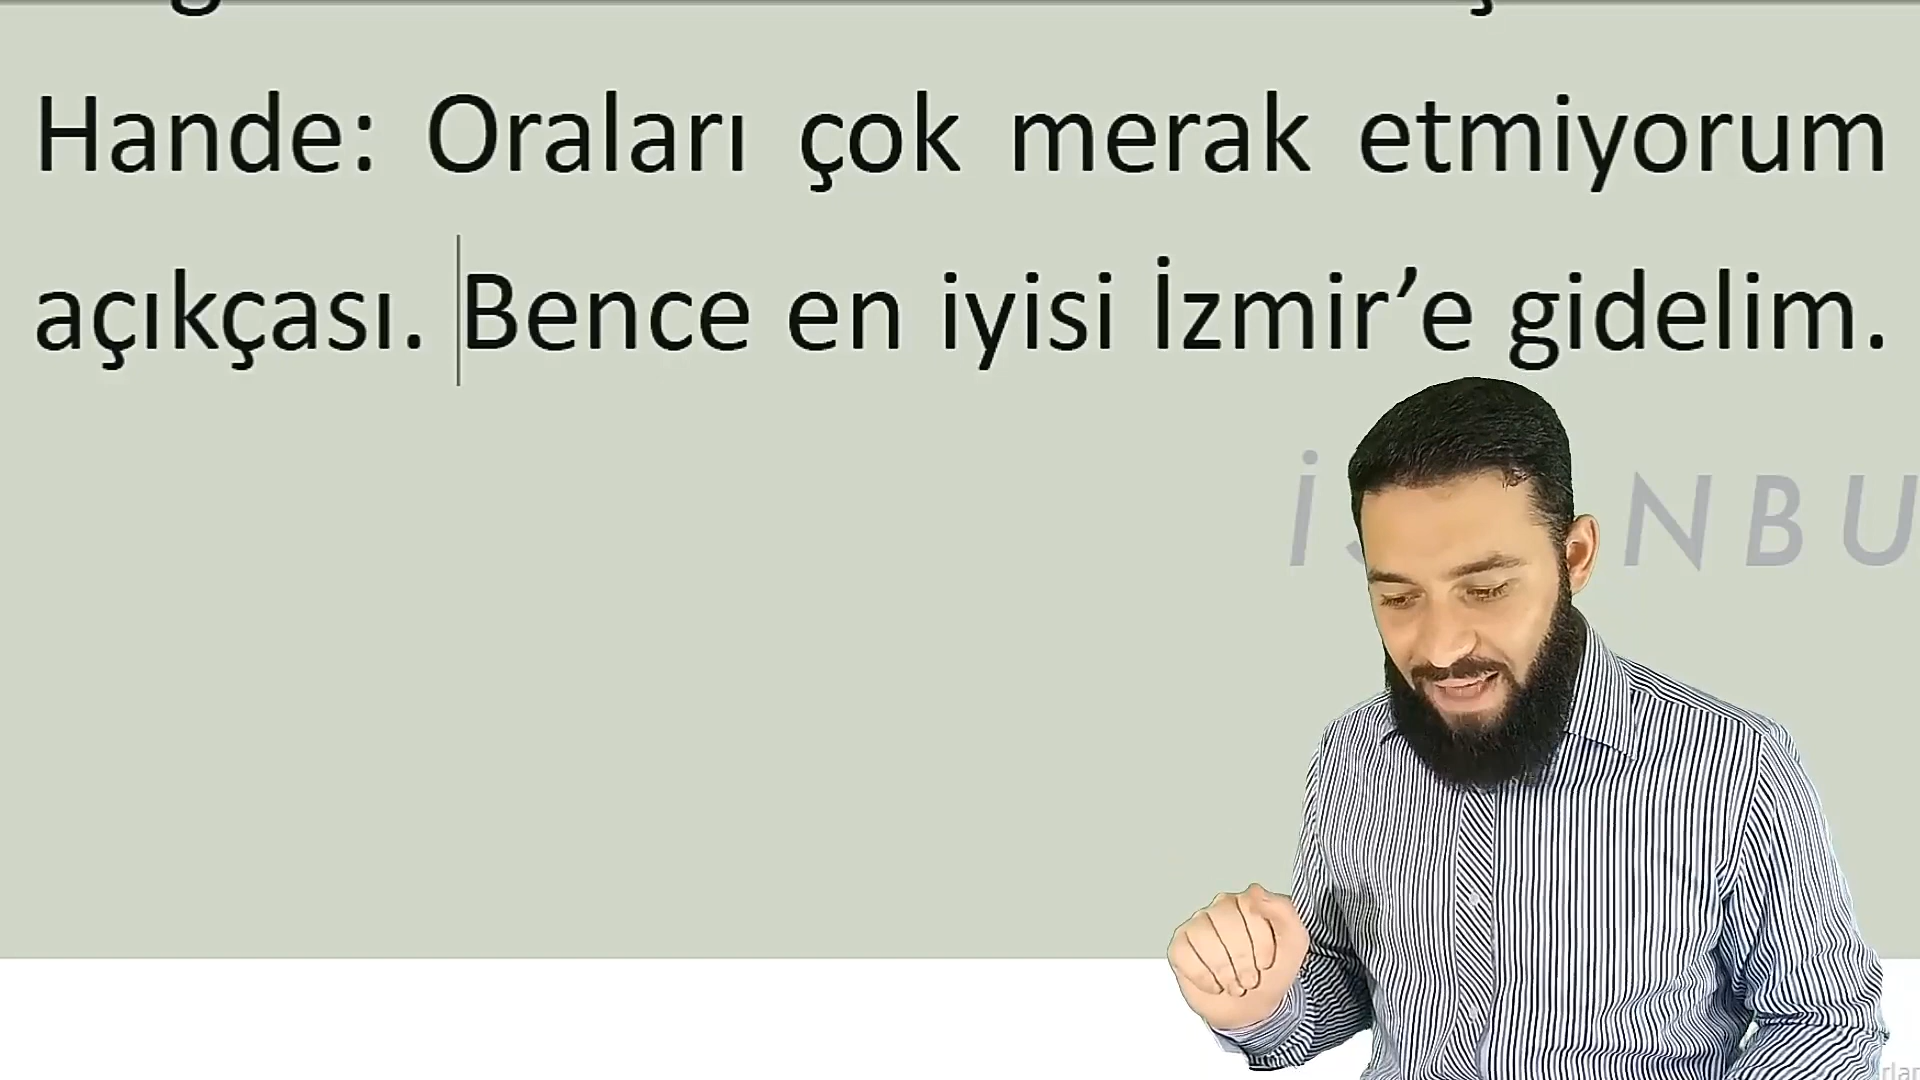 Hande: Oraları çok merak etmiyorum
açıkçası. Bence en iyisi İzmir’e gidelim.